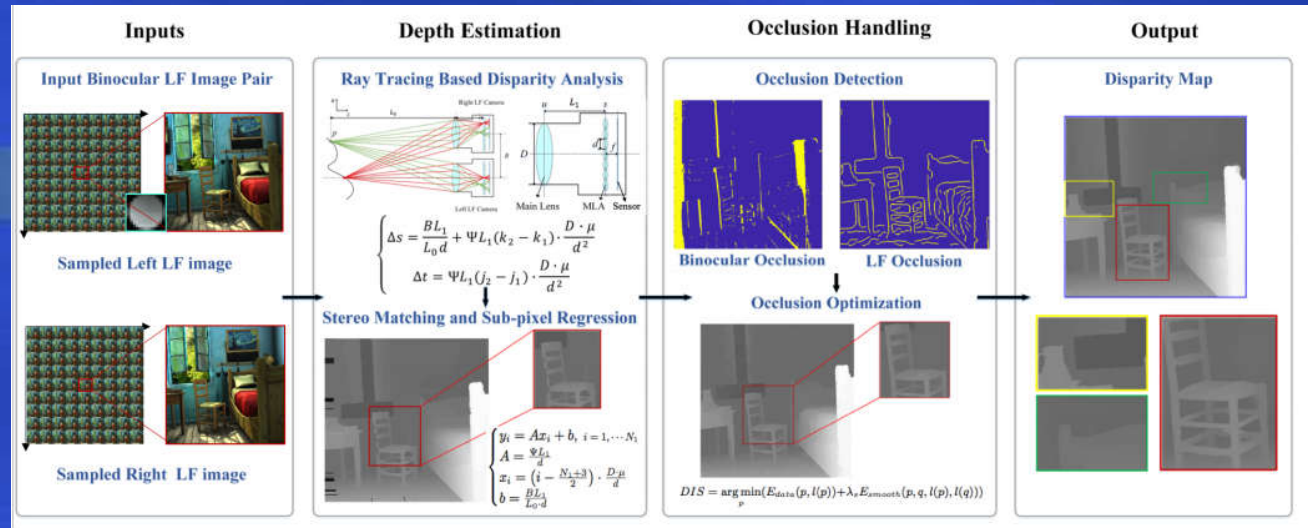 Inputs
Depth Estimation
Occlusion Handling
Output
Input Binocular LF Image Pair
Sampled Left LF image
Sampled Right LF image
Ray Tracing Based Disparity Analysis
Right LF Camera
Left LF Camera
p
B
u
L₁
s
D
d
f
Main Lens
MLA
Sensor
Δs = BL₁/L₀d + ΨL₁(k₂ − k₁) · D · μ/d²
Δt = ΨL₁(j₂ − j₁) · D · μ/d²
Stereo Matching and Sub-pixel Regression
yᵢ = Axᵢ + b, i = 1, ⋯ N₁
A = ΨL₁/d
xᵢ = (i − N₁+3/2) · D·μ/d
b = BL₁/L₀·d
Occlusion Detection
Binocular Occlusion
LF Occlusion
Occlusion Optimization
DIS = arg min(E_data(p, l(p))+λ_s E_smooth(p, q, l(p), l(q)))
p
Disparity Map